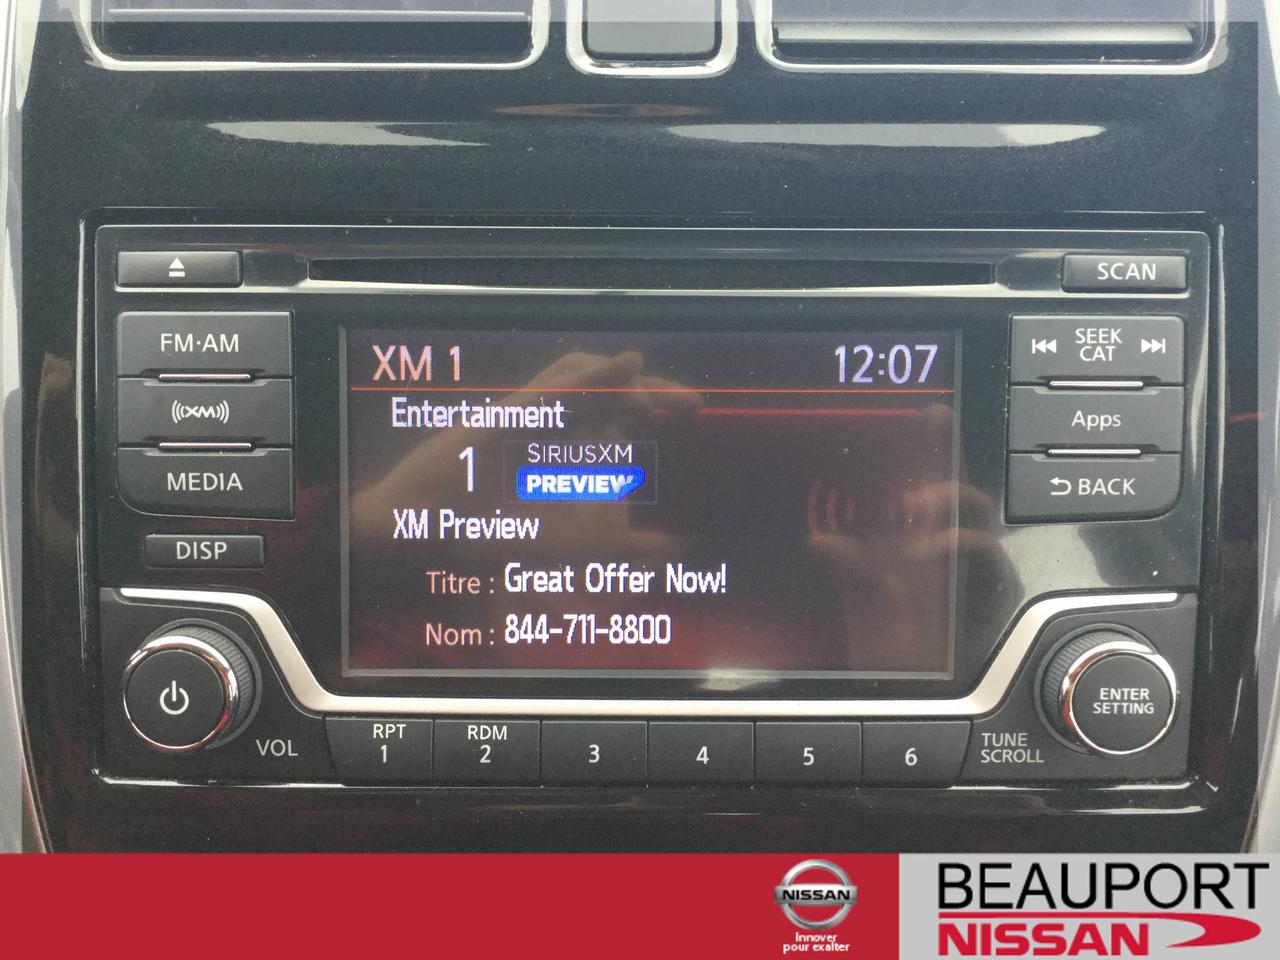 SCAN
FM·AM
SEEK
CAT
((XM))
Apps
MEDIA
BACK
DISP
XM 1 12:07
Entertainment
1 SIRIUSXM
PREVIEW
XM Preview
Titre : Great Offer Now!
Nom : 844-711-8800
VOL
RPT
1
RDM
2
3
4
5
6
TUNE
SCROLL
ENTER
SETTING
NISSAN
Innover
pour exalter
BEAUPORT
NISSAN